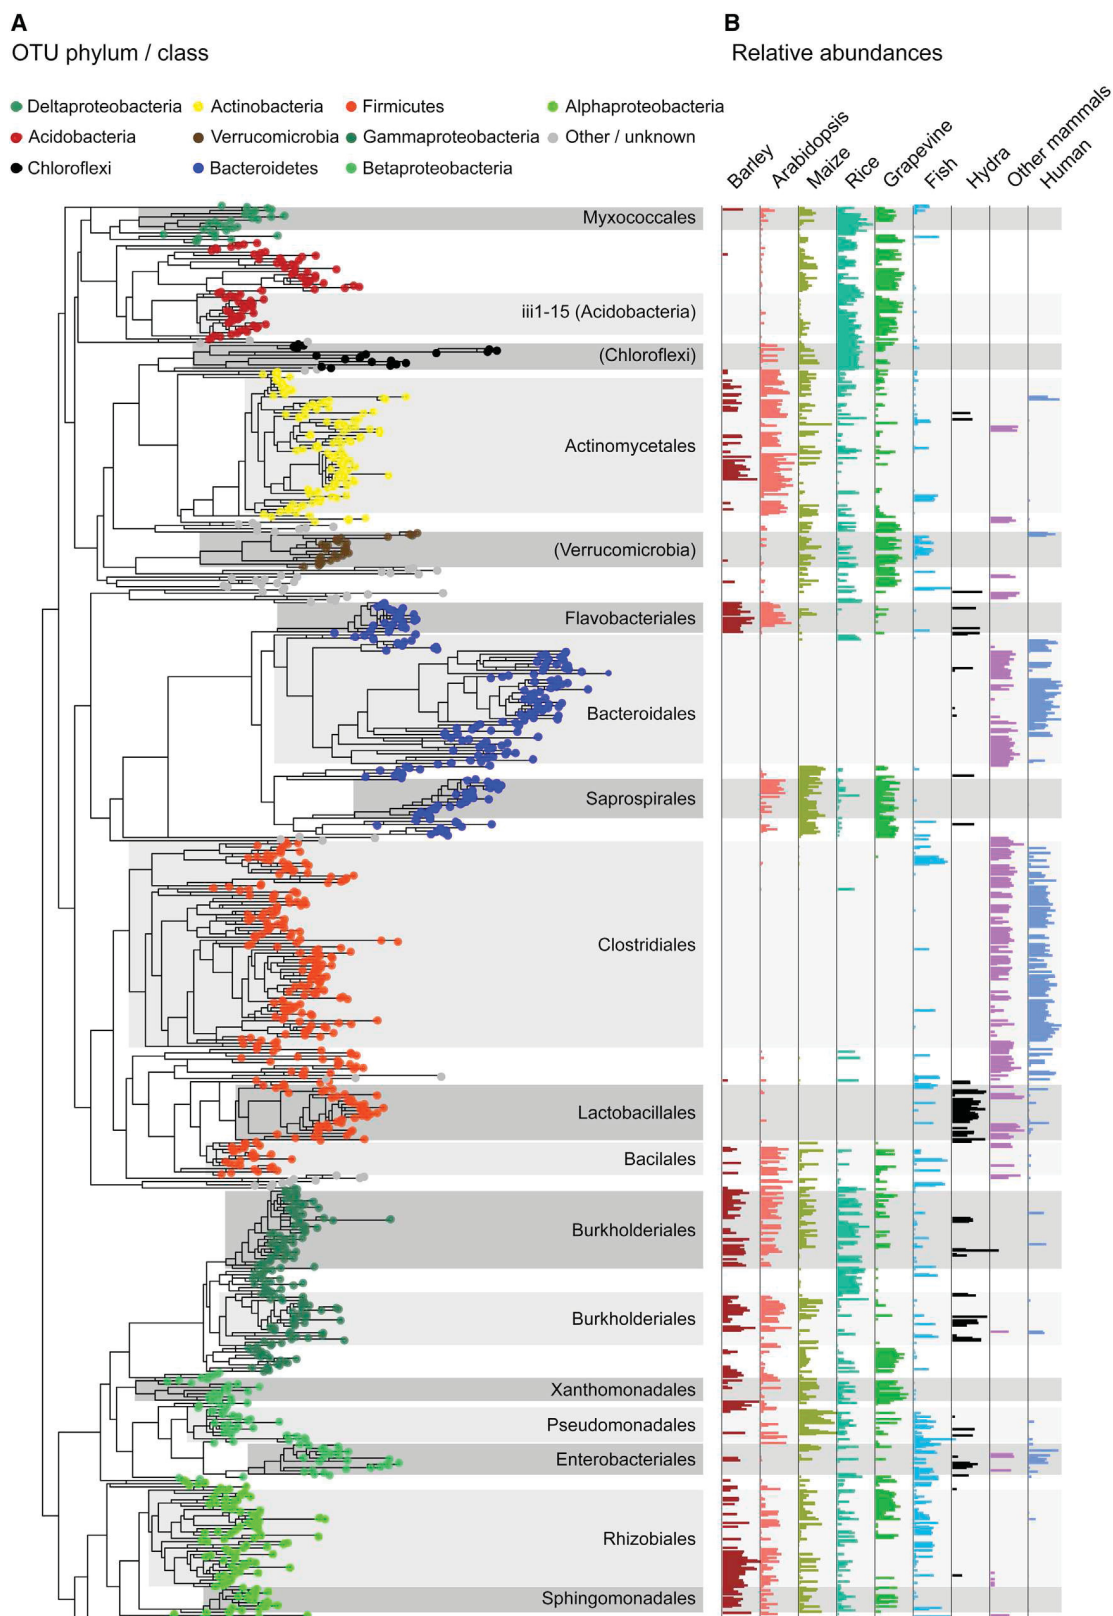 A
OTU phylum / class
Deltaproteobacteria Actinobacteria Firmicutes Alphaproteobacteria
Acidobacteria Verrucomicrobia Gammaproteobacteria Other / unknown
Chloroflexi Bacteroidetes Betaproteobacteria
B
Relative abundances
Barley
Arabidopsis
Maize
Rice
Grapevine
Fish
Hydra
Other mammals
Human
Myxococcales
iii1-15 (Acidobacteria)
(Chloroflexi)
Actinomycetales
(Verrucomicrobia)
Flavobacteriales
Bacteroidales
Saprospirales
Clostridiales
Lactobacillales
Bacilales
Burkholderiales
Burkholderiales
Xanthomonadales
Pseudomonadales
Enterobacteriales
Rhizobiales
Sphingomonadales